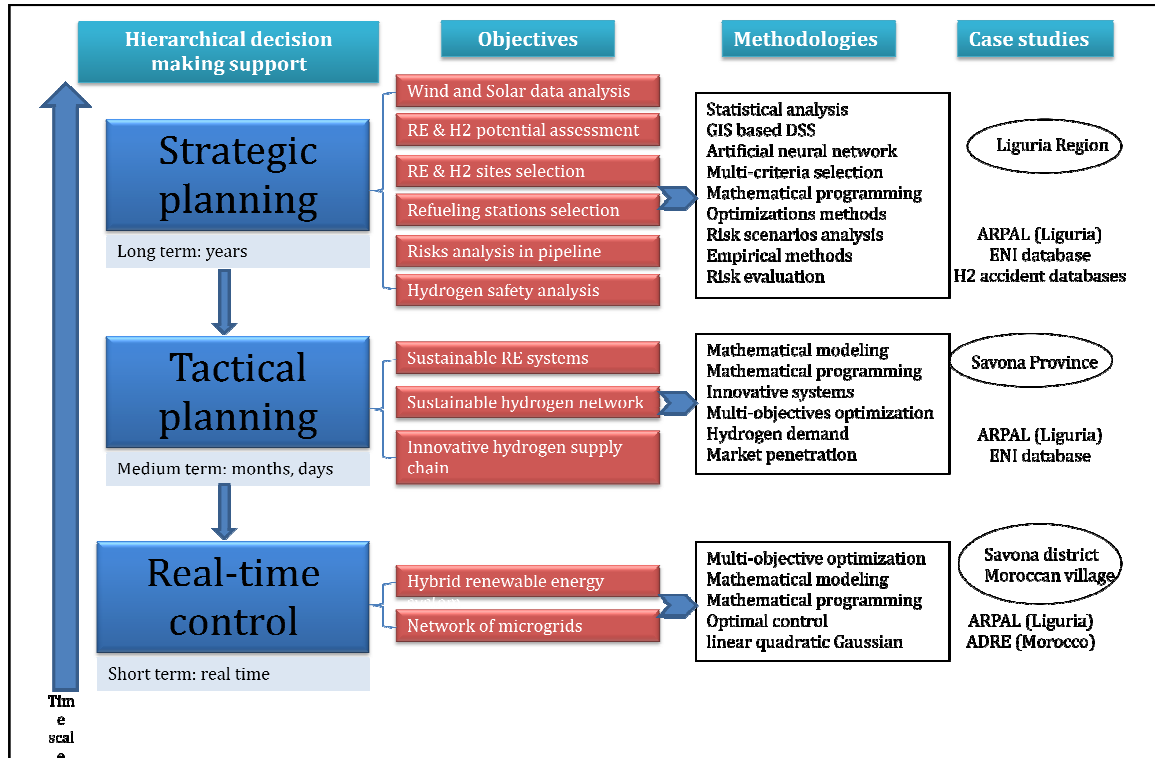 Hierarchical decision
making support
Objectives
Methodologies
Case studies
Strategic
planning
Long term: years
Wind and Solar data analysis
RE & H2 potential assessment
RE & H2 sites selection
Refueling stations selection
Risks analysis in pipeline
Hydrogen safety analysis
Statistical analysis
GIS based DSS
Artificial neural network
Multi-criteria selection
Mathematical programming
Optimizations methods
Risk scenarios analysis
Empirical methods
Risk evaluation
Liguria Region
ARPAL (Liguria)
ENI database
H2 accident databases
Tactical
planning
Medium term: months, days
Sustainable RE systems
Sustainable hydrogen network
Innovative hydrogen supply
chain
Mathematical modeling
Mathematical programming
Innovative systems
Multi-objectives optimization
Hydrogen demand
Market penetration
Savona Province
ARPAL (Liguria)
ENI database
Real-time
control
Short term: real time
Hybrid renewable energy
Network of microgrids
Multi-objective optimization
Mathematical modeling
Mathematical programming
Optimal control
linear quadratic Gaussian
Savona district
Moroccan village
ARPAL (Liguria)
ADRE (Morocco)
Tim
e
scal
e